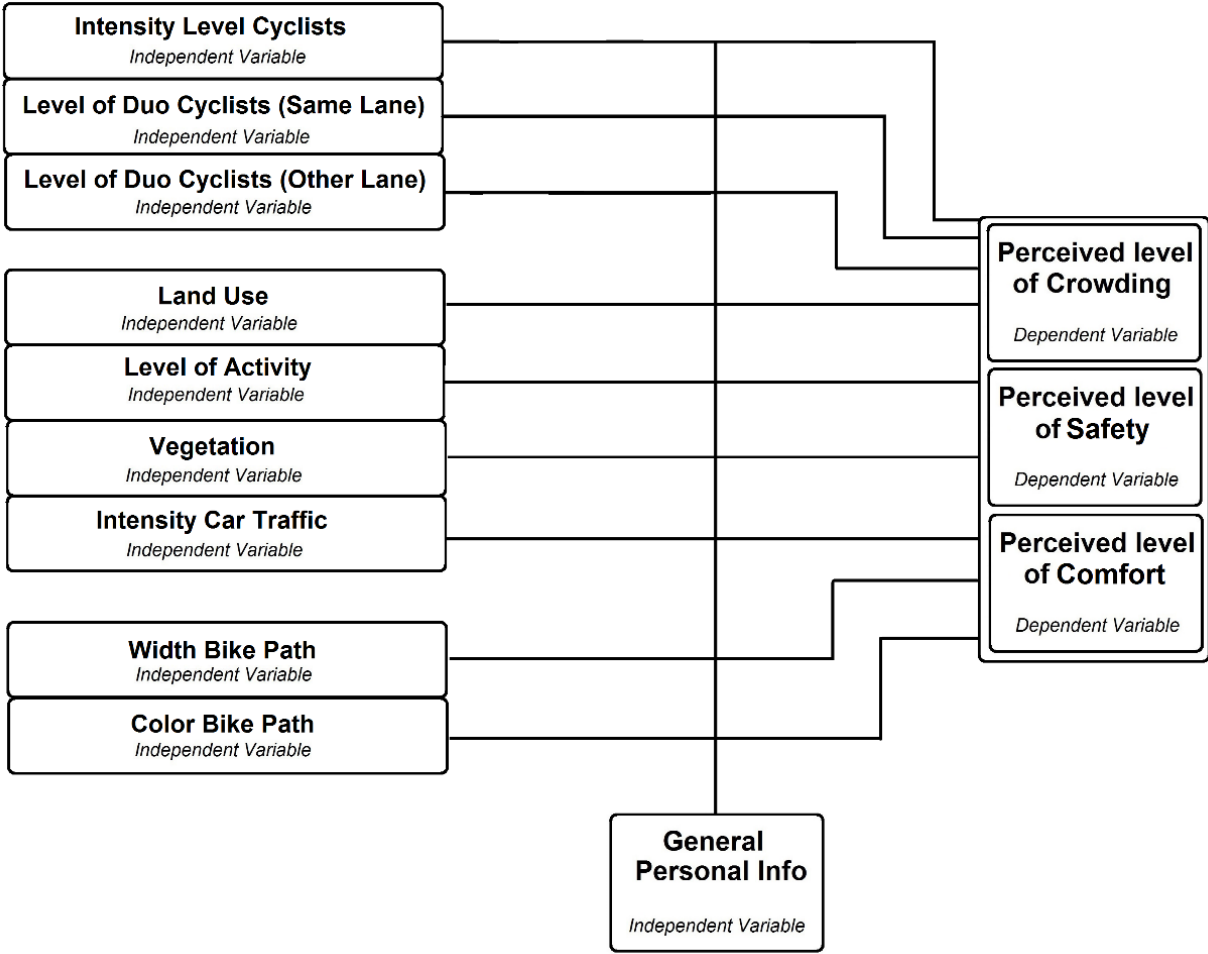 Intensity Level Cyclists
Independent Variable
Level of Duo Cyclists (Same Lane)
Independent Variable
Level of Duo Cyclists (Other Lane)
Independent Variable
Land Use
Independent Variable
Level of Activity
Independent Variable
Vegetation
Independent Variable
Intensity Car Traffic
Independent Variable
Width Bike Path
Independent Variable
Color Bike Path
Independent Variable
Perceived level
of Crowding
Dependent Variable
Perceived level
of Safety
Dependent Variable
Perceived level
of Comfort
Dependent Variable
General
Personal Info
Independent Variable